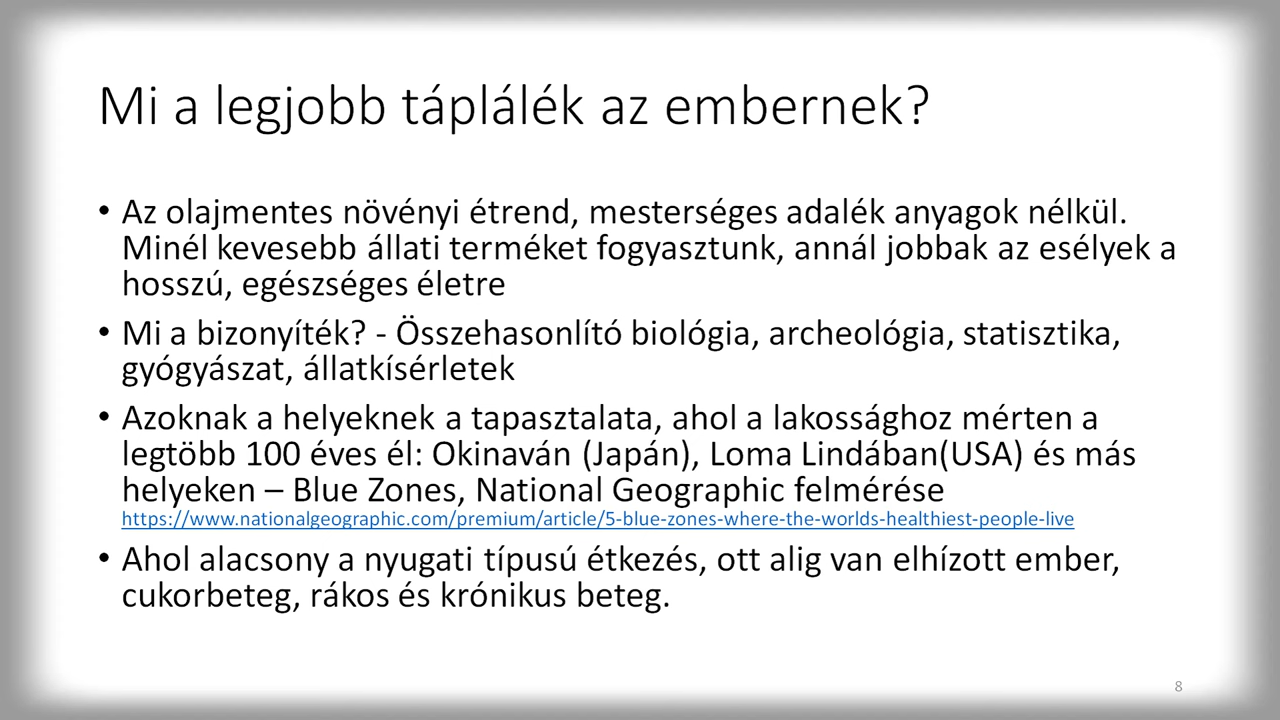 Mi a legjobb táplálék az embernek?
• Az olajmentes növényi étrend, mesterséges adalék anyagok nélkül.
Minél kevesebb állati terméket fogyasztunk, annál jobbak az esélyek a
hosszú, egészséges életre
• Mi a bizonyíték? - Összehasonlító biológia, archeológia, statisztika,
gyógyászat, állatkísérletek
• Azoknak a helyeknek a tapasztalata, ahol a lakossághoz mérten a
legtöbb 100 éves él: Okinaván (Japán), Loma Lindában(USA) és más
helyeken – Blue Zones, National Geographic felmérése
https://www.nationalgeographic.com/premium/article/5-blue-zones-where-the-worlds-healthiest-people-live
• Ahol alacsony a nyugati típusú étkezés, ott alig van elhízott ember,
cukorbeteg, rákos és krónikus beteg.
8